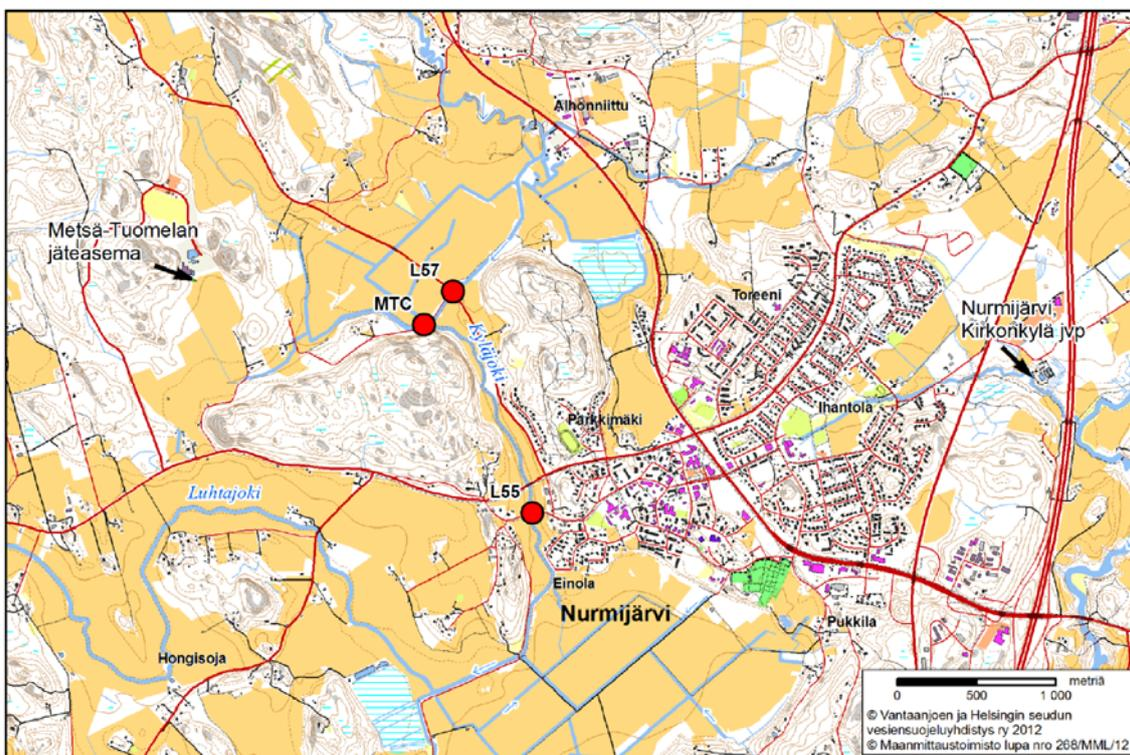 Alhonniittu
Metsä-Tuomelan
jäteasema
L57
MTC
Toreeni
Nurmijärvi,
Kirkonkylä jvp
Kyläjoki
Ihantola
Parkkimäki
L55
Luhtajoki
Einola
Nurmijärvi
Pukkila
Hongisoja
metriä
0 500 1 000
© Vantaanjoen ja Helsingin seudun
vesiensuojeluyhdistys ry 2012
© Maanmittaustoimisto lupa nro 268/MML/12